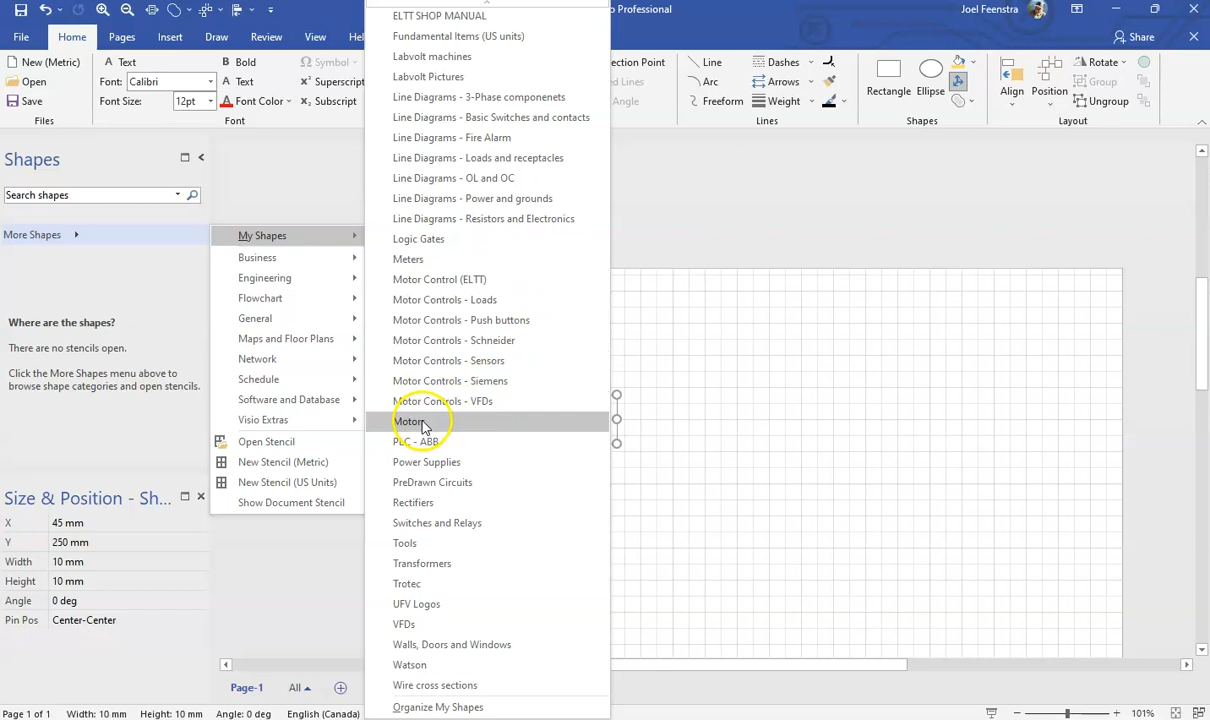 Professional
Joel Feenstra
File
Home
Pages
Insert
Draw
Review
View
Share
New (Metric)
Open
Save
Files
Text
Font:
Calibri
Font Size:
12pt
Bold
Text
Font Color
Symbol
Superscript
Subscript
Font
Line
Arc
Freeform
Dashes
Arrows
Weight
Lines
Rectangle
Ellipse
Shapes
Align
Position
Rotate
Group
Ungroup
Layout
Shapes
Search shapes
More Shapes
Where are the shapes?
There are no stencils open.
Click the More Shapes menu above to
browse shape categories and open stencils.
Size & Position - Sh...
X 45 mm
Y 250 mm
Width 10 mm
Height 10 mm
Angle 0 deg
Pin Pos Center-Center
My Shapes
Business
Engineering
Flowchart
General
Maps and Floor Plans
Network
Schedule
Software and Database
Visio Extras
Open Stencil
New Stencil (Metric)
New Stencil (US Units)
Show Document Stencil
ELTT SHOP MANUAL
Fundamental Items (US units)
Labvolt machines
Labvolt Pictures
Line Diagrams - 3-Phase componenets
Line Diagrams - Basic Switches and contacts
Line Diagrams - Fire Alarm
Line Diagrams - Loads and receptacles
Line Diagrams - OL and OC
Line Diagrams - Power and grounds
Line Diagrams - Resistors and Electronics
Logic Gates
Meters
Motor Control (ELTT)
Motor Controls - Loads
Motor Controls - Push buttons
Motor Controls - Schneider
Motor Controls - Sensors
Motor Controls - Siemens
Motor Controls - VFDs
Motors
PLC - ABB
Power Supplies
PreDrawn Circuits
Rectifiers
Switches and Relays
Tools
Transformers
Trotec
UFV Logos
VFDs
Walls, Doors and Windows
Watson
Wire cross sections
Organize My Shapes
Page-1
All
Page 1 of 1
Width: 10 mm
Height: 10 mm
Angle: 0 deg
English (Canada)
101%